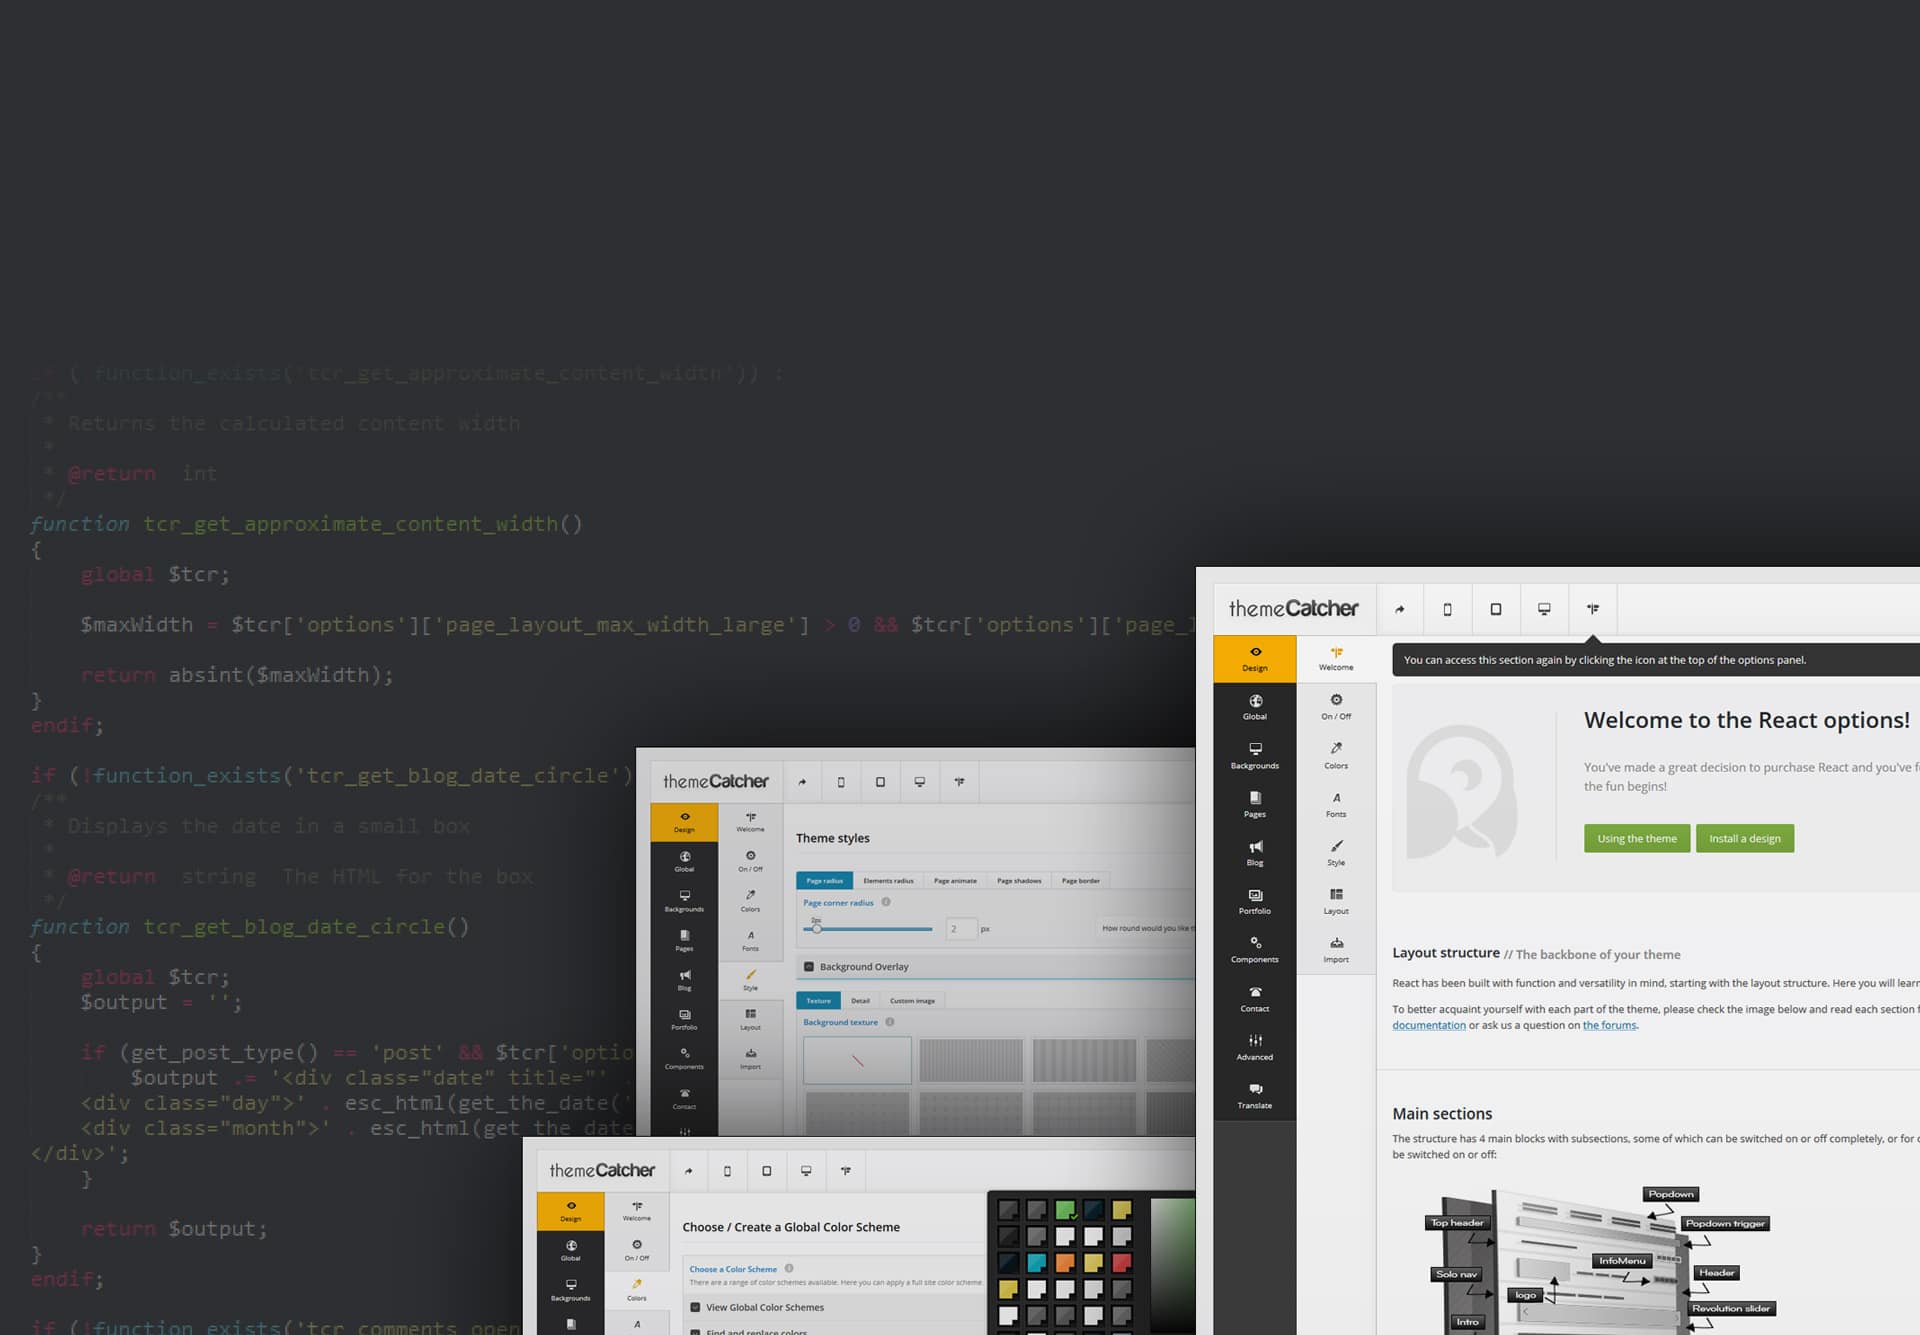 if (!function_exists('tcr_get_approximate_content_width')) :
/**
 * Returns the calculated content width
 *
 * @return  int
 */
function tcr_get_approximate_content_width()
{
    global $tcr;
    $maxWidth = $tcr['options']['page_layout_max_width_large'] > 0 && $tcr['options']['page_
    return absint($maxWidth);
}
endif;
if (!function_exists('tcr_get_blog_date_circle')
/**
 * Displays the date in a small box
 *
 * @return  string  The HTML for the box
 */
function tcr_get_blog_date_circle()
{
    global $tcr;
    $output = '';
    if (get_post_type() == 'post' && $tcr['optio
        $output .= '<div class="date" title="' .
    <div class="day">' . esc_html(get_the_date('
    <div class="month">' . esc_html(get_the_date
</div>';
    }
    return $output;
}
endif;
if (!function_exists('tcr_comments_open
themeCatcher
Design
Global
Backgrounds
Pages
Blog
Portfolio
Components
Contact
Welcome
On / Off
Colors
Fonts
Style
Layout
Import
Theme styles
Page radius Elements radius Page animate Page shadows Page border
Page corner radius
2px
2 px
How round would you like t
Background Overlay
Texture Detail Custom image
Background texture
themeCatcher
Design
Global
Backgrounds
Welcome
On / Off
Colors
Choose / Create a Global Color Scheme
Choose a Color Scheme
There are a range of color schemes available. Here you can apply a full site color scheme.
View Global Color Schemes
Find and replace colors
themeCatcher
Design
Global
Backgrounds
Pages
Blog
Portfolio
Components
Contact
Advanced
Translate
Welcome
On / Off
Colors
Fonts
Style
Layout
Import
You can access this section again by clicking the icon at the top of the options panel.
Welcome to the React options!
You've made a great decision to purchase React and you've f
the fun begins!
Using the theme
Install a design
Layout structure // The backbone of your theme
React has been built with function and versatility in mind, starting with the layout structure. Here you will learn
To better acquaint yourself with each part of the theme, please check the image below and read each section f
documentation or ask us a question on the forums.
Main sections
The structure has 4 main blocks with subsections, some of which can be switched on or off completely, or for
be switched on or off:
Popdown
Top header
Popdown trigger
InfoMenu
Solo nav
Header
logo
Revolution slider
Intro